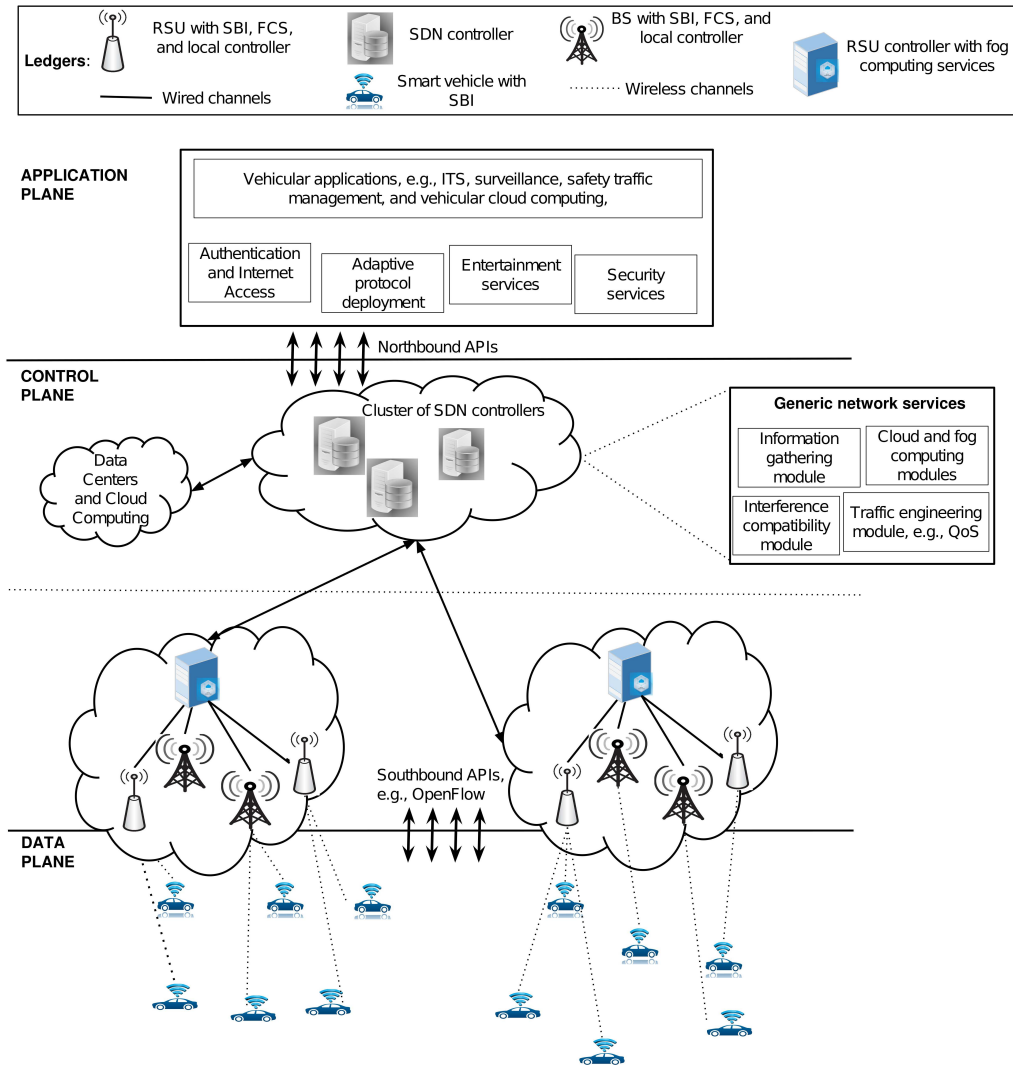 Ledgers:
RSU with SBI, FCS,
and local controller
SDN controller
BS with SBI, FCS, and
local controller
RSU controller with fog
computing services
Wired channels
Smart vehicle with
SBI
Wireless channels
APPLICATION
PLANE
Vehicular applications, e.g., ITS, surveillance, safety traffic
management, and vehicular cloud computing,
Authentication
and Internet
Access
Adaptive
protocol
deployment
Entertainment
services
Security
services
Northbound APIs
CONTROL
PLANE
Cluster of SDN controllers
Data
Centers
and Cloud
Computing
Generic network services
Information
gathering
module
Cloud and fog
computing
modules
Interference
compatibility
module
Traffic engineering
module, e.g., QoS
Southbound APIs,
e.g., OpenFlow
DATA
PLANE